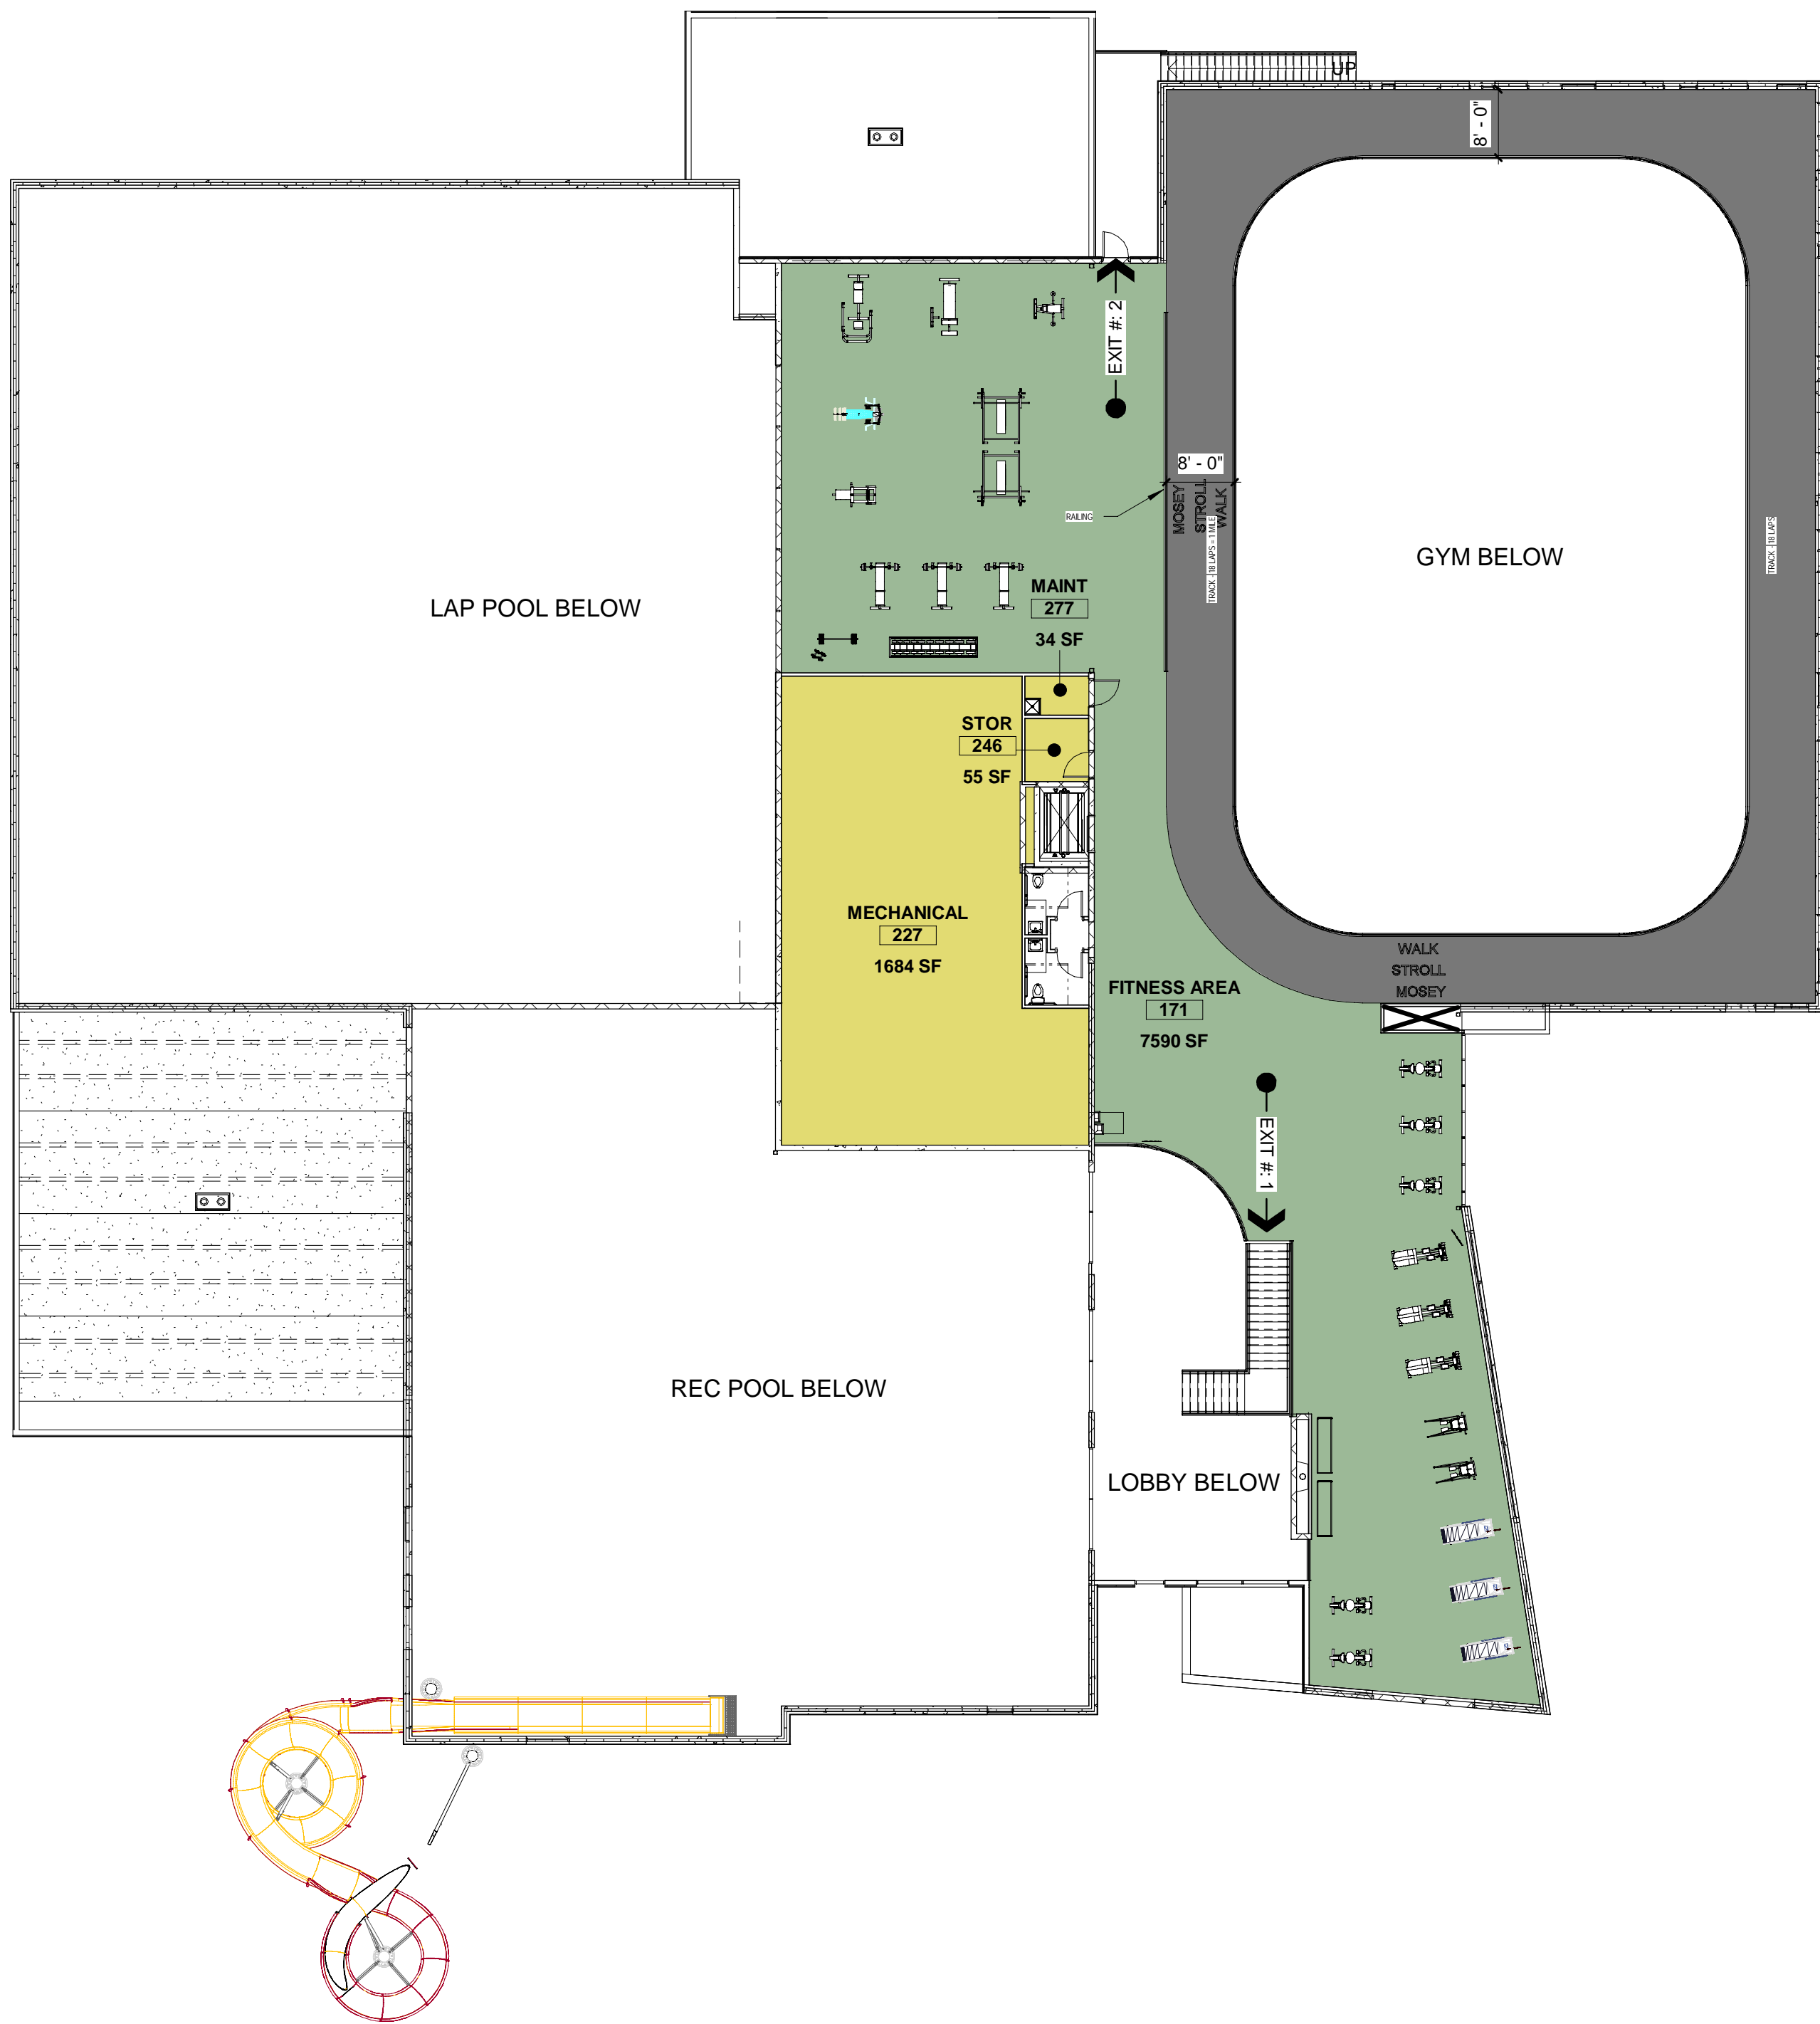 UP
8' - 0"
EXIT #: 2
8' - 0"
MOSEY
STROLL
WALK
RAILING
TRACK - 18 LAPS = 1 MILE
TRACK - 18 LAPS
GYM BELOW
LAP POOL BELOW
MAINT
277
34 SF
STOR
246
55 SF
MECHANICAL
227
1684 SF
WALK
STROLL
MOSEY
FITNESS AREA
171
7590 SF
EXIT #: 1
REC POOL BELOW
LOBBY BELOW